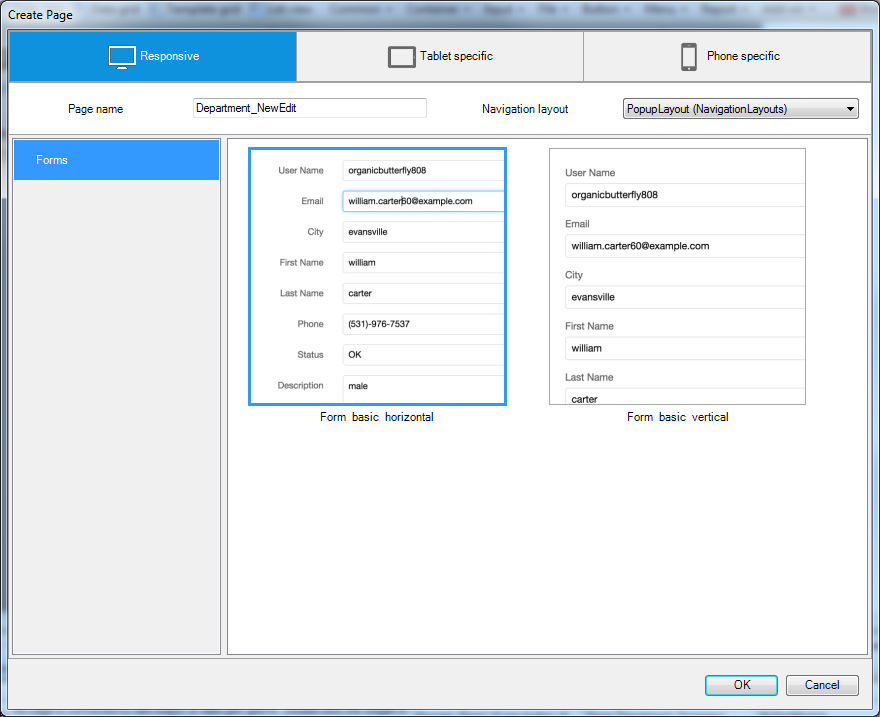 Create Page
Responsive
Tablet specific
Phone specific
Page name
Department_NewEdit
Navigation layout
PopupLayout (NavigationLayouts)
Forms
User Name organicbutterfly808
Email william.carter60@example.com
City evansville
First Name william
Last Name carter
Phone (531)-976-7537
Status OK
Description male
Form basic horizontal
User Name
organicbutterfly808
Email
william.carter60@example.com
City
evansville
First Name
william
Last Name
carter
Form basic vertical
OK
Cancel